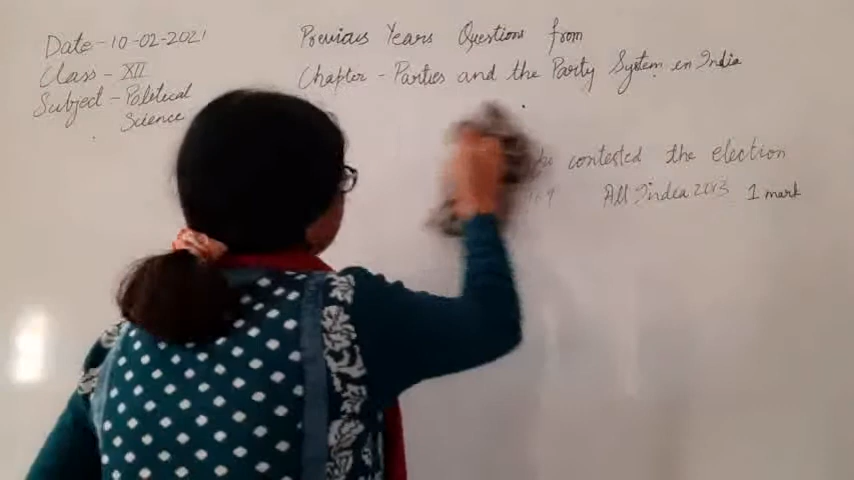 Date-10-02-2021
Previous Years Questions from
Class - XII
Chapter - Parties and the Party System in India
Subject - Political
Science
contested the election
All India 2013 1 mark